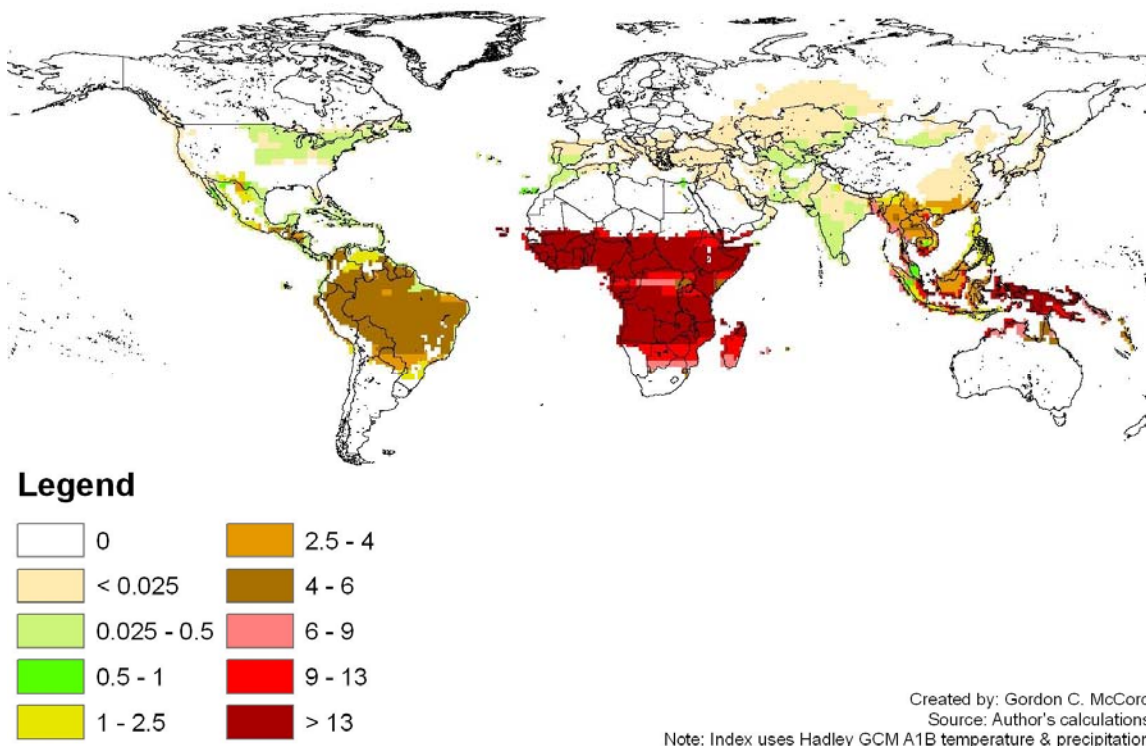 Legend
0
< 0.025
0.025 - 0.5
0.5 - 1
1 - 2.5
2.5 - 4
4 - 6
6 - 9
9 - 13
> 13
Created by: Gordon C. McCord
Source: Author's calculations
Note: Index uses Hadley GCM A1B temperature & precipitation